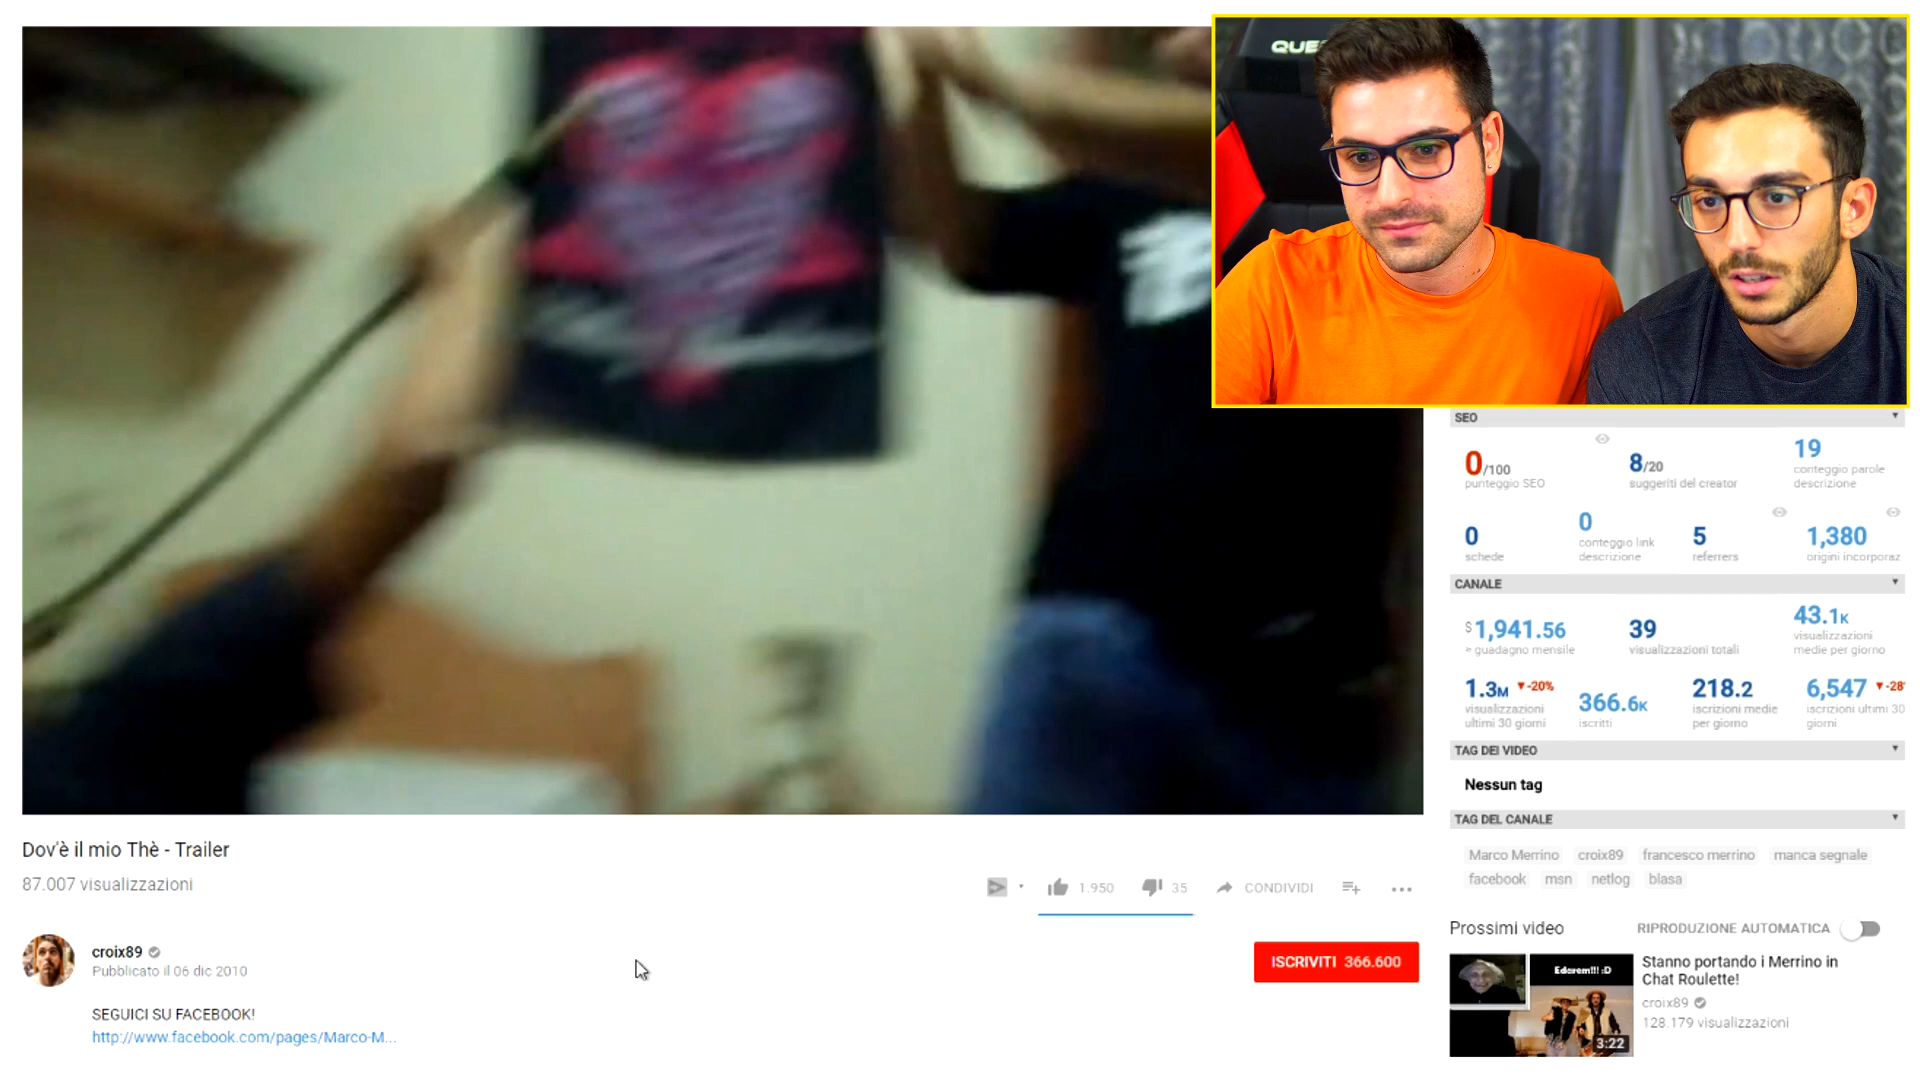 QUE
SEO
0/100
punteggio SEO
8/20
suggeriti del creator
19
conteggio parole
descrizione
0
schede
0
conteggio link
descrizione
5
referrers
1,380
origini incorporaz
CANALE
$1,941.56
≈ guadagno mensile
39
visualizzazioni totali
43.1K
visualizzazioni
medie per giorno
1.3M ▼-20%
visualizzazioni
ultimi 30 giorni
366.6K
iscritti
218.2
iscrizioni medie
per giorno
6,547 ▼-28
iscrizioni ultimi 30
giorni
TAG DEI VIDEO
Nessun tag
TAG DEL CANALE
Marco Merrino croix89 francesco merrino manca segnale
facebook msn netlog blasa
Dov'è il mio Thè - Trailer
87.007 visualizzazioni
1.950 35 CONDIVIDI
croix89
Pubblicato il 06 dic 2010
ISCRIVITI 366.600
SEGUICI SU FACEBOOK!
http://www.facebook.com/pages/Marco-M...
Prossimi video RIPRODUZIONE AUTOMATICA
Edarem!!! :D
3:22
Stanno portando i Merrino in
Chat Roulette!
croix89
128.179 visualizzazioni